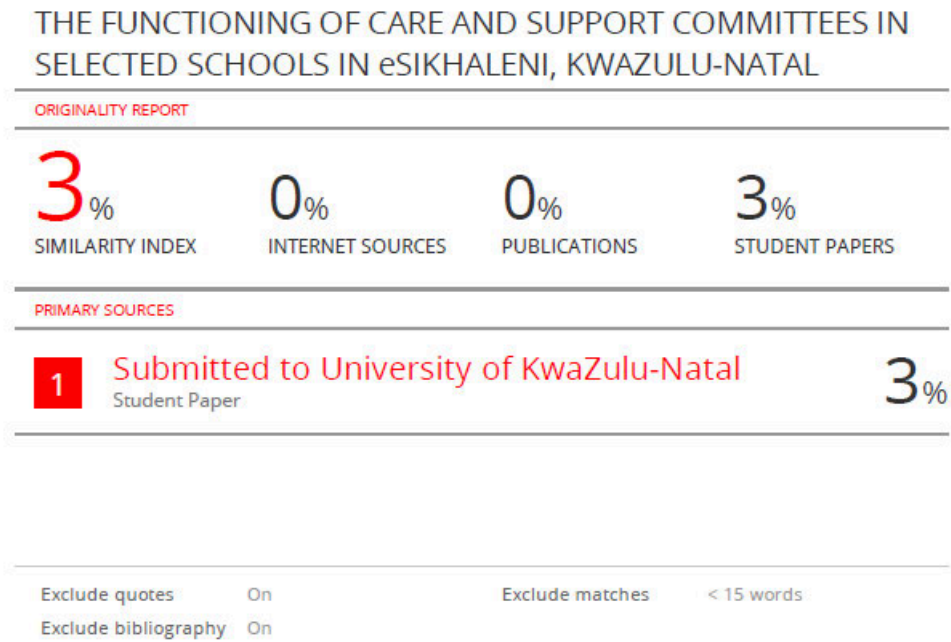 THE FUNCTIONING OF CARE AND SUPPORT COMMITTEES IN
SELECTED SCHOOLS IN eSIKHALENI, KWAZULU-NATAL
ORIGINALITY REPORT
3% 0% 0% 3%
SIMILARITY INDEX INTERNET SOURCES PUBLICATIONS STUDENT PAPERS
PRIMARY SOURCES
1 Submitted to University of KwaZulu-Natal 3%
Student Paper
Exclude quotes On Exclude matches < 15 words
Exclude bibliography On